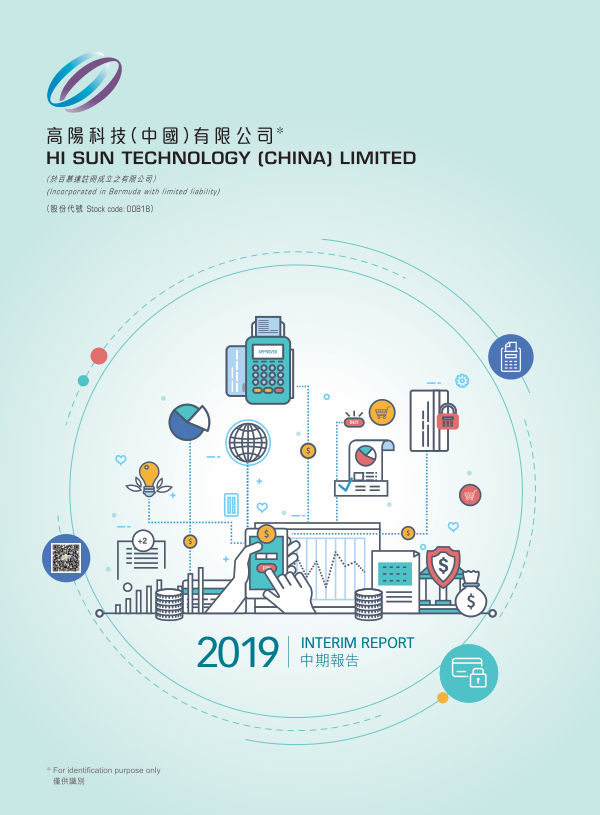 高陽科技(中國)有限公司*
HI SUN TECHNOLOGY (CHINA) LIMITED
(於百慕達註冊成立之有限公司)
(Incorporated in Bermuda with limited liability)
(股份代號 Stock code: 00818)
APPROVED
BUY
$
+2
$
$
$
$
BUY
$
2019
INTERIM REPORT
中期報告
* For identification purpose only
僅供識別